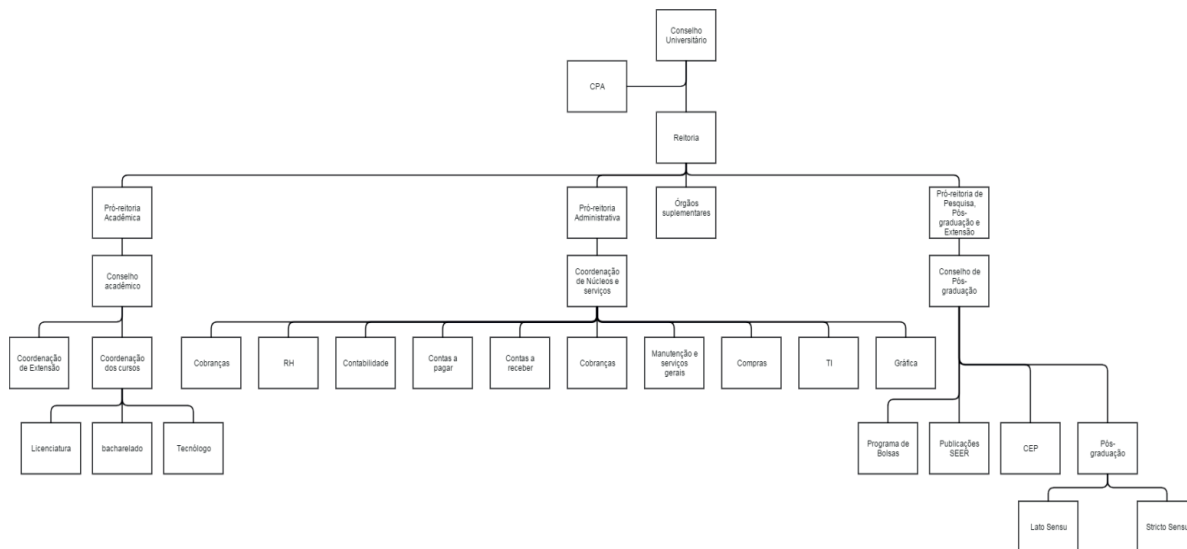 Conselho
Universitário
CPA
Reitoria
Pró-reitoria
Acadêmica
Pró-reitoria
Administrativa
Órgãos
suplementares
Pró-reitoria de
Pesquisa,
Pós-
graduação e
Extensão
Conselho
acadêmico
Coordenação
de Núcleos e
serviços
Conselho de
Pós-
graduação
Coordenação
de Extensão
Coordenação
dos cursos
Cobranças
RH
Contabilidade
Contas a
pagar
Contas a
receber
Cobranças
Manutenção e
serviços
gerais
Compras
TI
Gráfica
Licenciatura
bacharelado
Tecnólogo
Programa de
Bolsas
Publicações
SEER
CEP
Pós-
graduação
Lato Sensu
Stricto Sensu